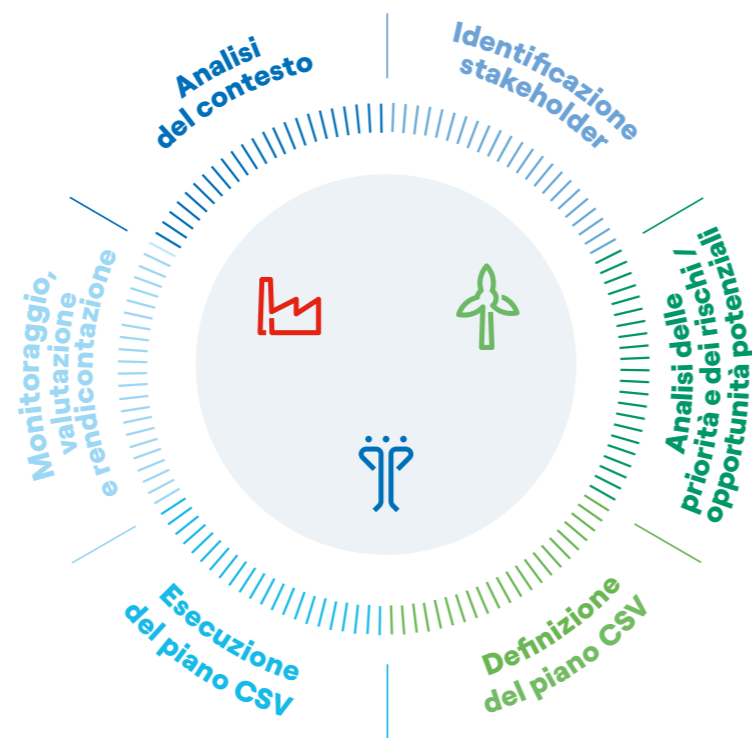 Analisi
del contesto
Identificazione
stakeholder
Analisi delle
priorità e dei rischi /
opportunità potenziali
Definizione
del piano CSV
Esecuzione
del piano CSV
Monitoraggio,
valutazione
e rendicontazione